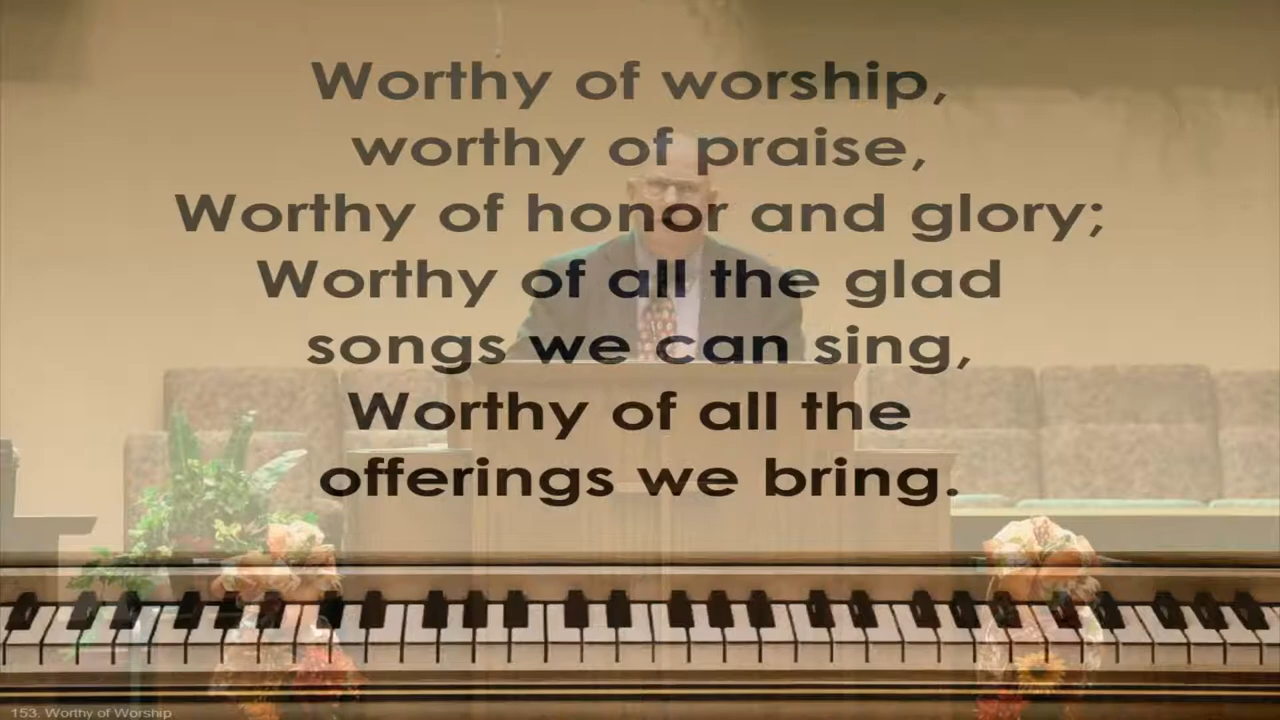 Worthy of worship,
worthy of praise,
Worthy of honor and glory;
Worthy of all the glad
songs we can sing,
Worthy of all the
offerings we bring.
153. Worthy of Worship